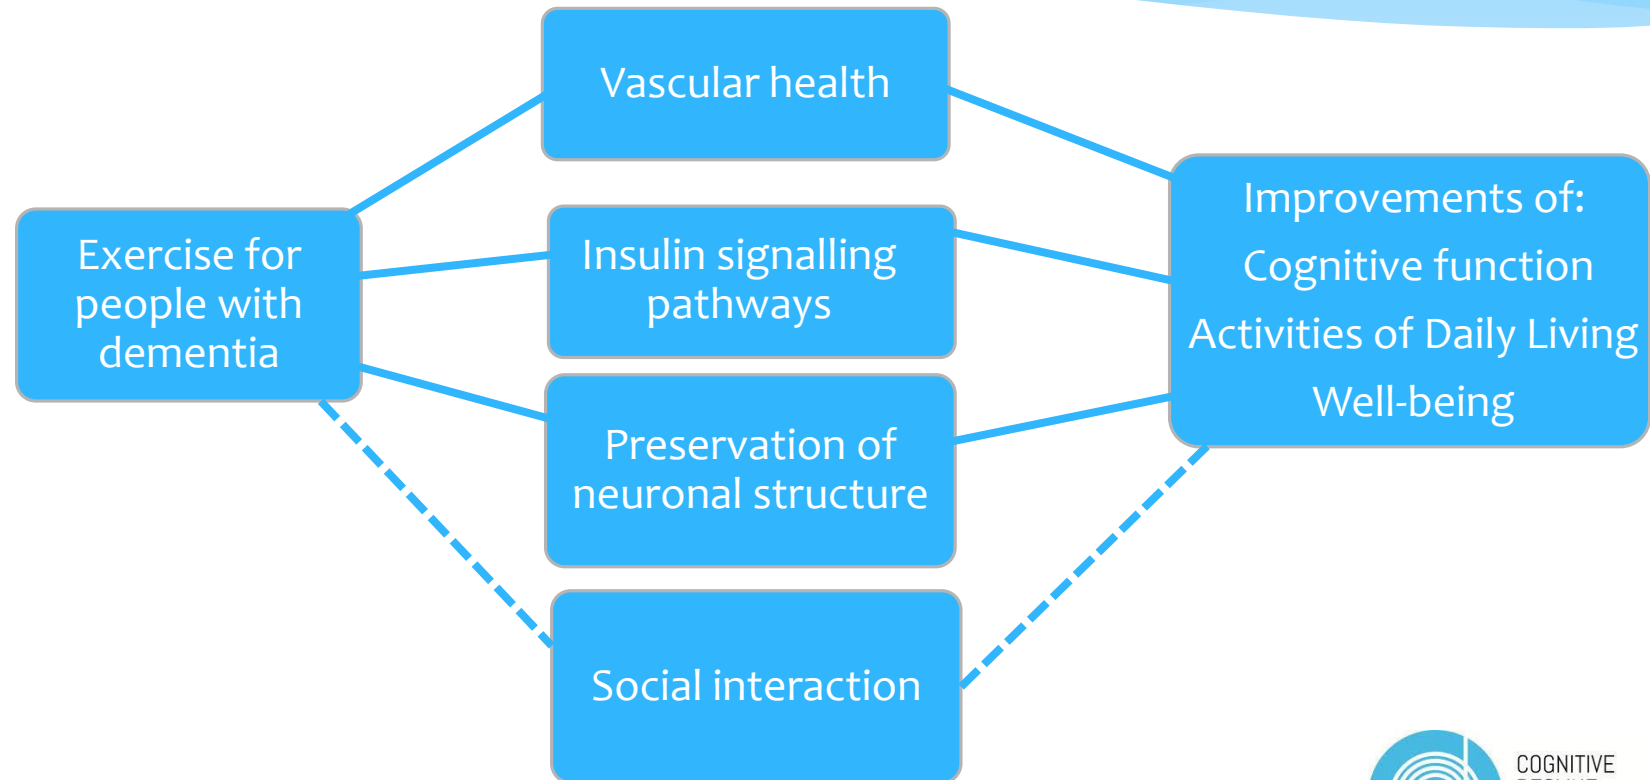 Vascular health
Exercise for
people with
dementia
Insulin signalling
pathways
Preservation of
neuronal structure
Social interaction
Improvements of:
Cognitive function
Activities of Daily Living
Well-being
COGNITIVE